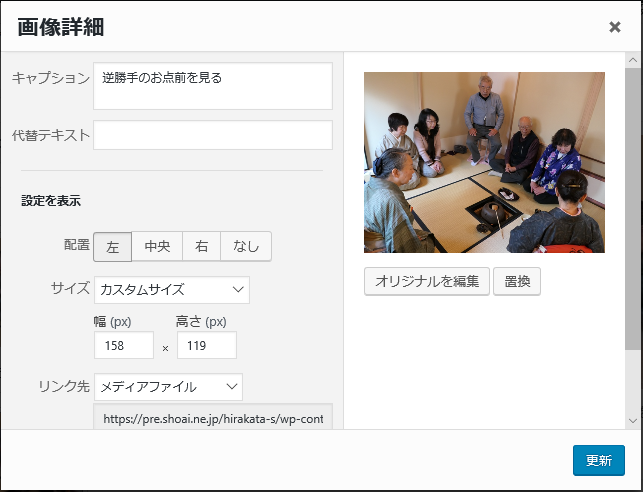 画像詳細
×
キャプション
逆勝手のお点前を見る
代替テキスト
設定を表示
配置 左 中央 右 なし
サイズ カスタムサイズ
幅 (px) 高さ (px)
158 × 119
リンク先 メディアファイル
https://pre.shoai.ne.jp/hirakata-s/wp-cont
オリジナルを編集 置換
更新